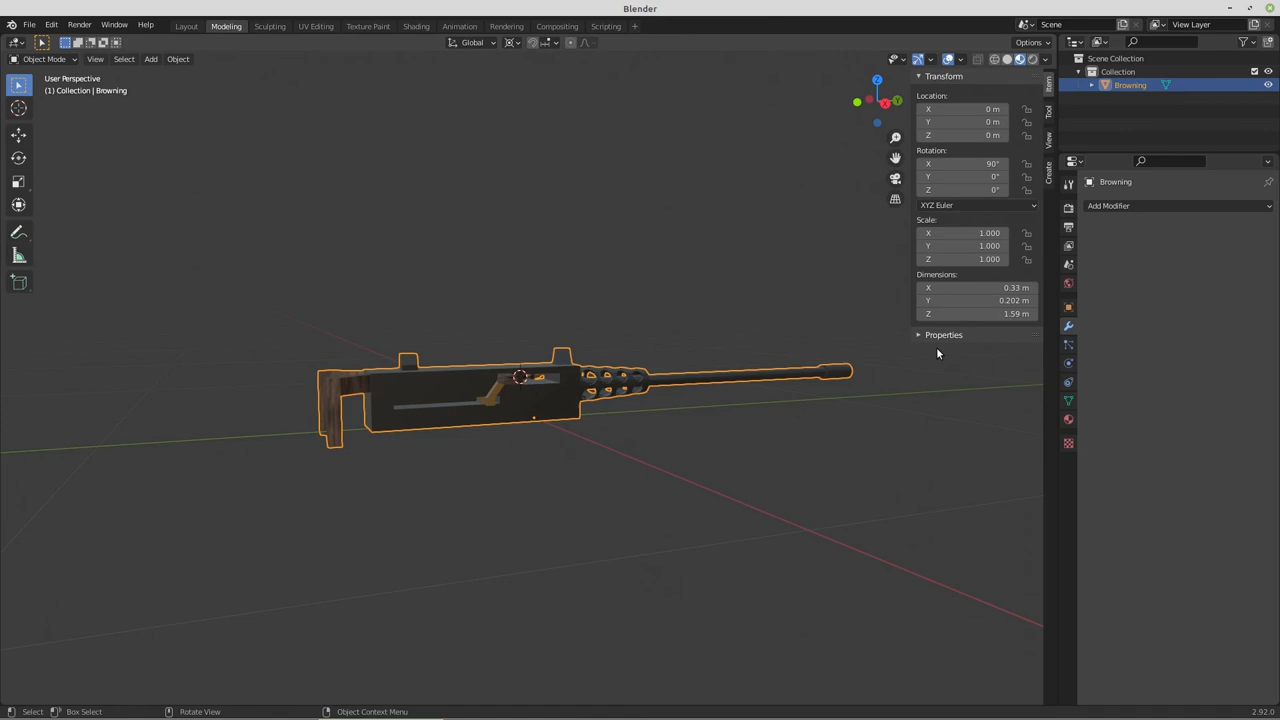 Blender
File Edit Render Window Help Layout Modeling Sculpting UV Editing Texture Paint Shading Animation Rendering Compositing Scripting + Scene View Layer
Global Options
Object Mode View Select Add Object
User Perspective
(1) Collection | Browning
Z
X
Y
Transform
Location:
X 0 m
Y 0 m
Z 0 m
Rotation:
X 90°
Y 0°
Z 0°
XYZ Euler
Scale:
X 1.000
Y 1.000
Z 1.000
Dimensions:
X 0.33 m
Y 0.202 m
Z 1.59 m
Properties
Item
Tool
View
Create
Scene Collection
Collection
Browning
Browning
Add Modifier
Select Box Select Rotate View Object Context Menu 2.92.0